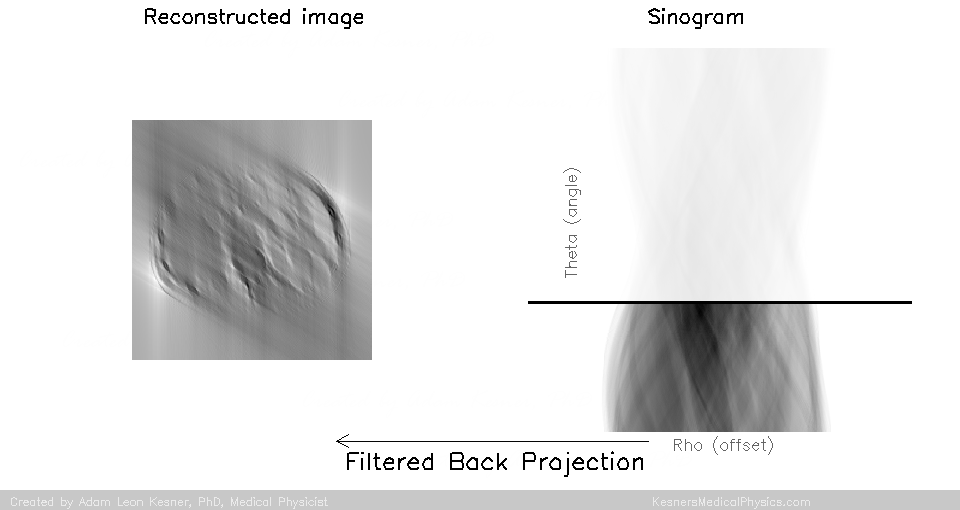 Reconstructed image
Sinogram
Theta (angle)
Rho (offset)
Filtered Back Projection
Created by Adam Leon Kesner, PhD, Medical Physicist
KesnersMedicalPhysics.com